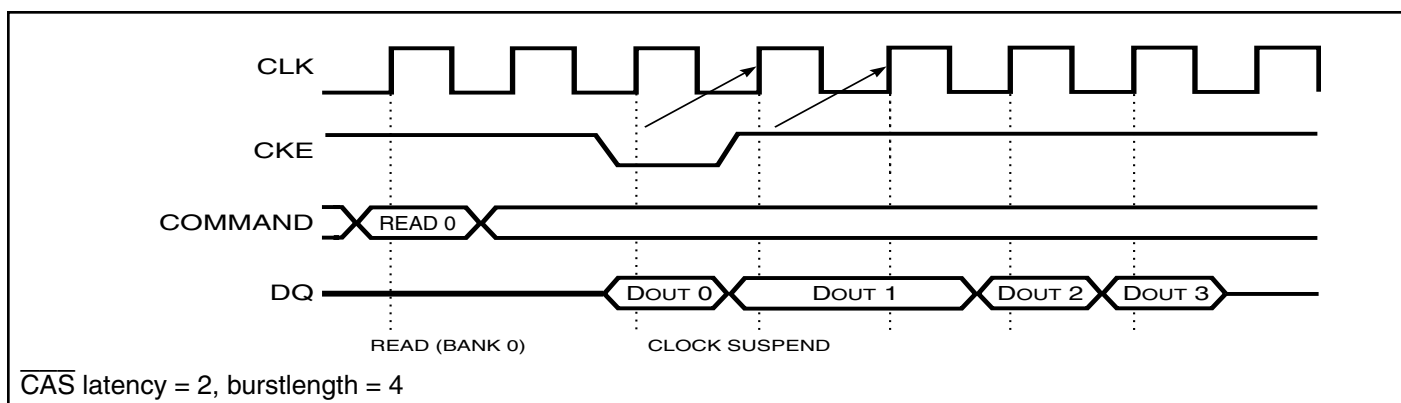 CLK
CKE
COMMAND READ 0
DQ DOUT 0 DOUT 1 DOUT 2 DOUT 3
READ (BANK 0) CLOCK SUSPEND
CAS latency = 2, burstlength = 4